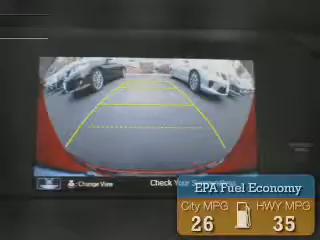 : Change View
Check Your
EPA Fuel Economy
City MPG HWY MPG
26 35